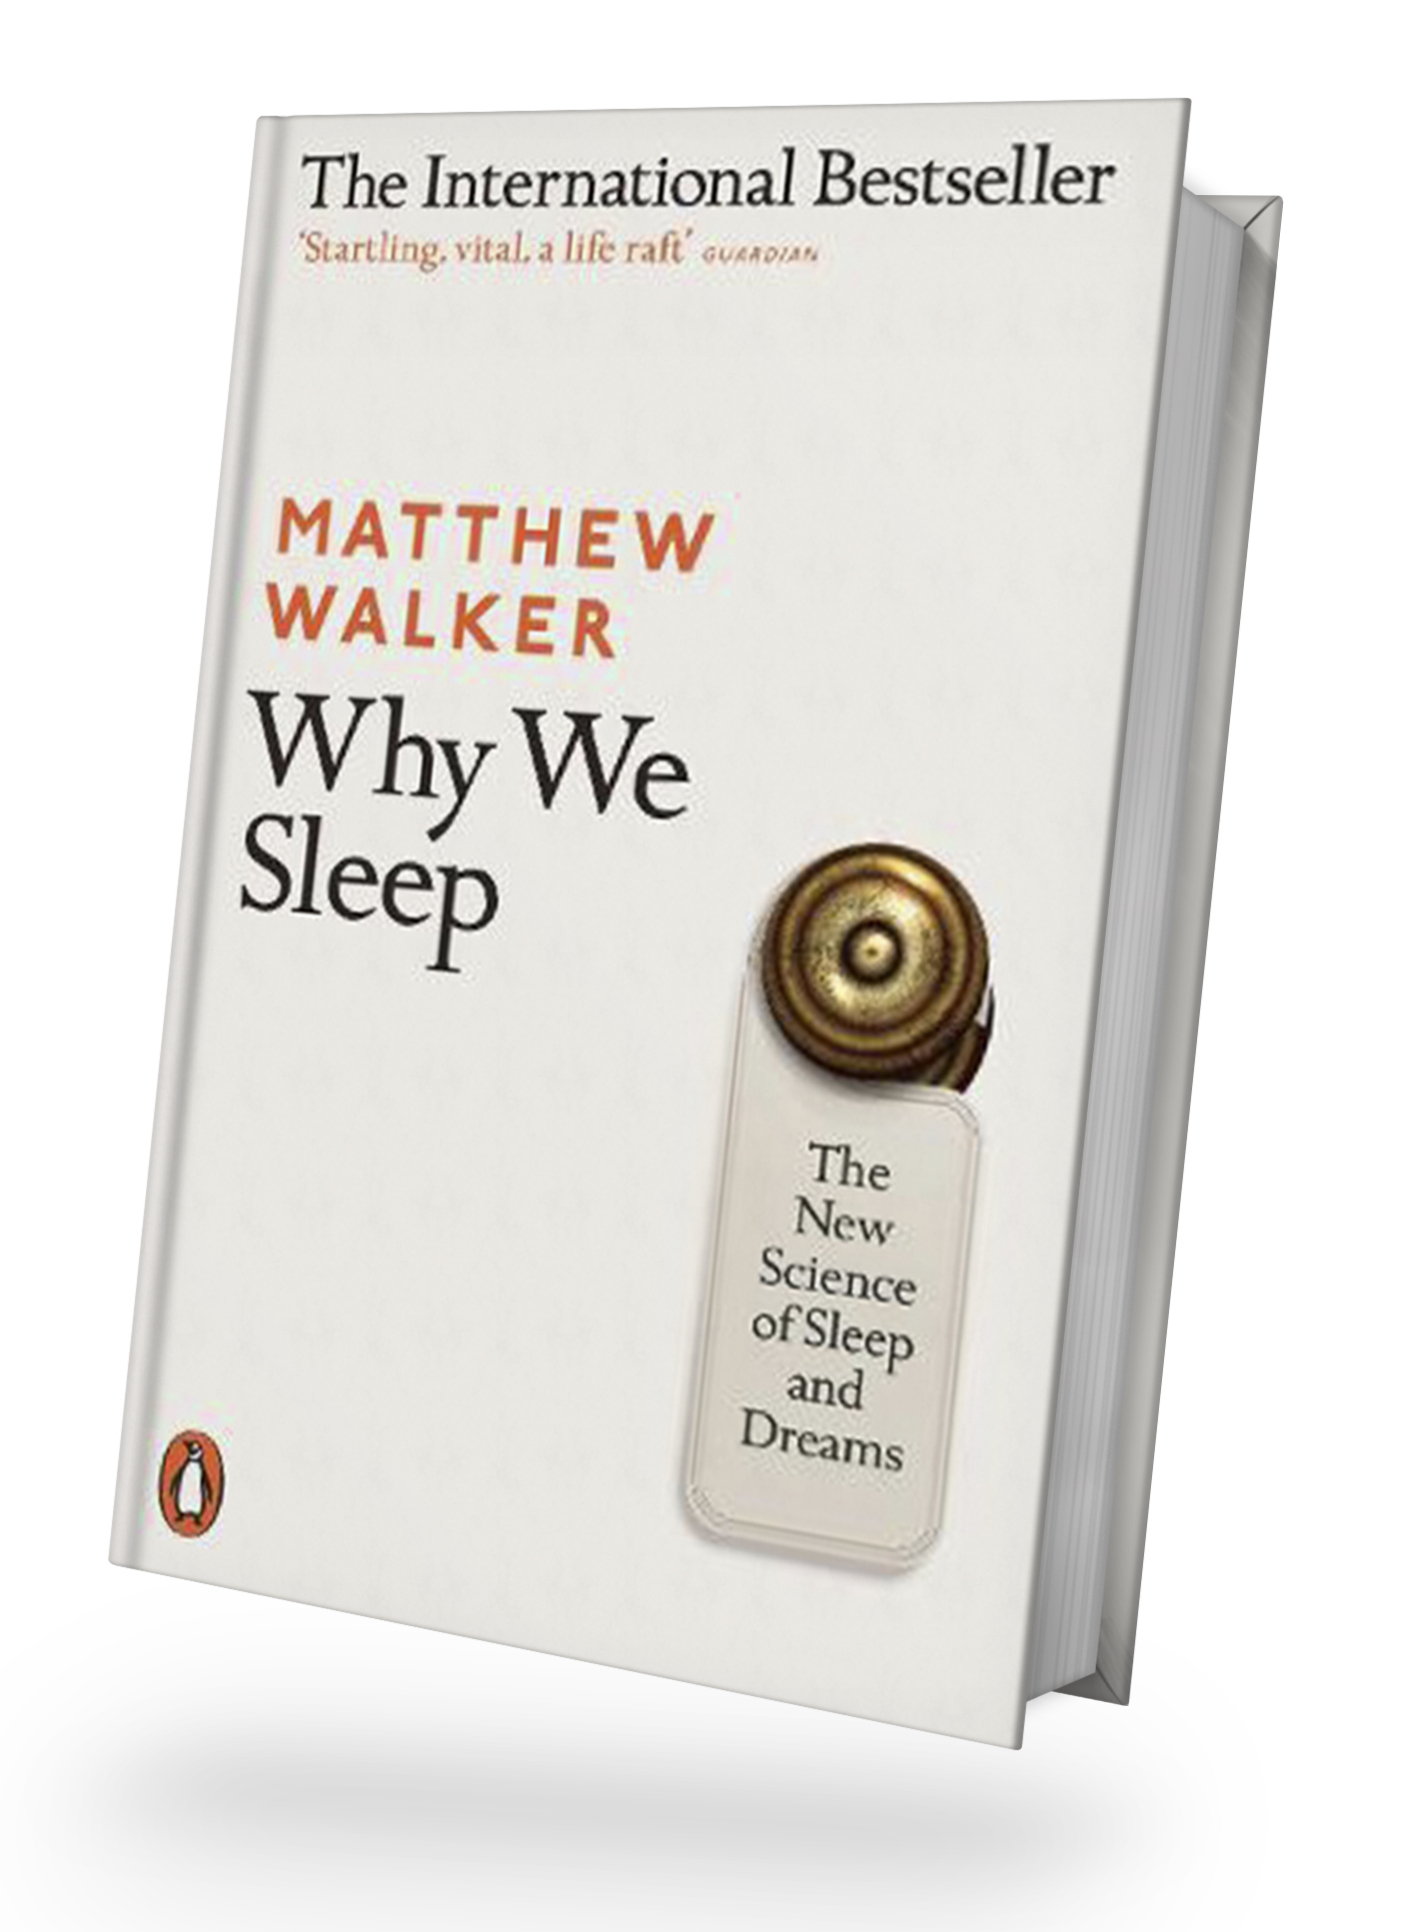 The International Bestseller
‘Startling, vital, a life raft’ GUARDIAN
MATTHEW
WALKER
Why We
Sleep
The
New
Science
of Sleep
and
Dreams